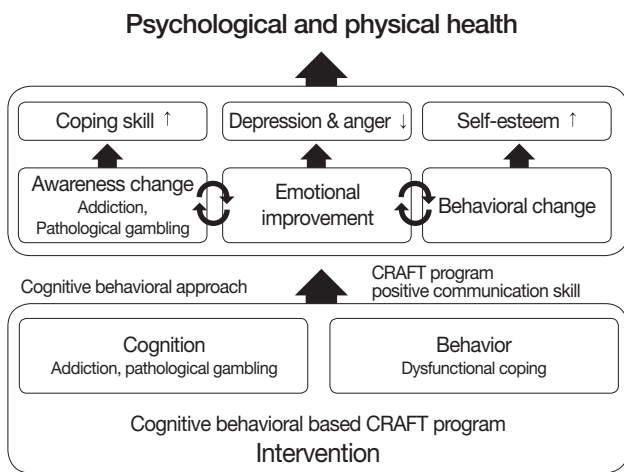 Psychological and physical health
Coping skill ↑
Depression & anger ↓
Self-esteem ↑
Awareness change
Addiction,
Pathological gambling
Emotional
improvement
Behavioral change
Cognitive behavioral approach
CRAFT program
positive communication skill
Cognition
Addiction, pathological gambling
Behavior
Dysfunctional coping
Cognitive behavioral based CRAFT program
Intervention